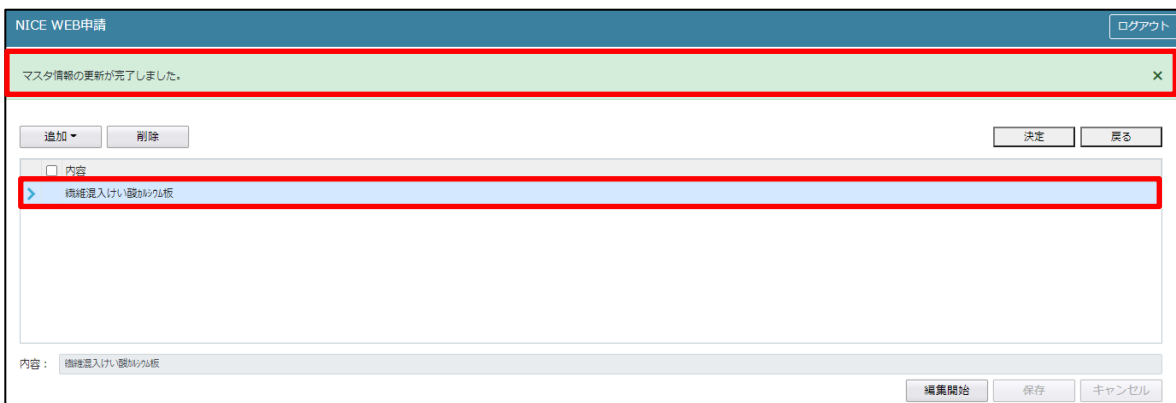 NICE WEB申請 ログアウト
マスタ情報の更新が完了しました。 ×
追加 削除 決定 戻る
内容
繊維混入けい酸ｶﾙｼｳﾑ板
内容： 繊維混入けい酸ｶﾙｼｳﾑ板
編集開始 保存 キャンセル